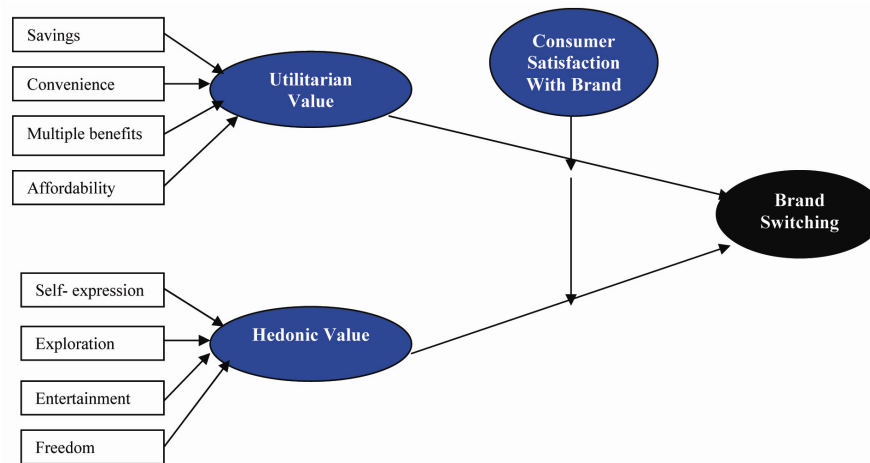 Savings
Convenience
Multiple benefits
Affordability
Utilitarian
Value
Consumer
Satisfaction
With Brand
Brand
Switching
Self- expression
Exploration
Entertainment
Freedom
Hedonic Value